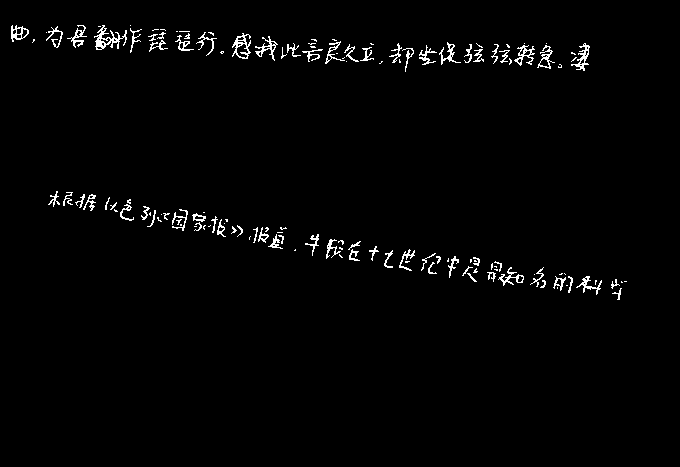 曲,为君翻作琵琶行。感我此言良久立,却坐促弦弦转急。凄
根据以色列《国家报》报道,牛顿在十七世纪中是最知名的科学